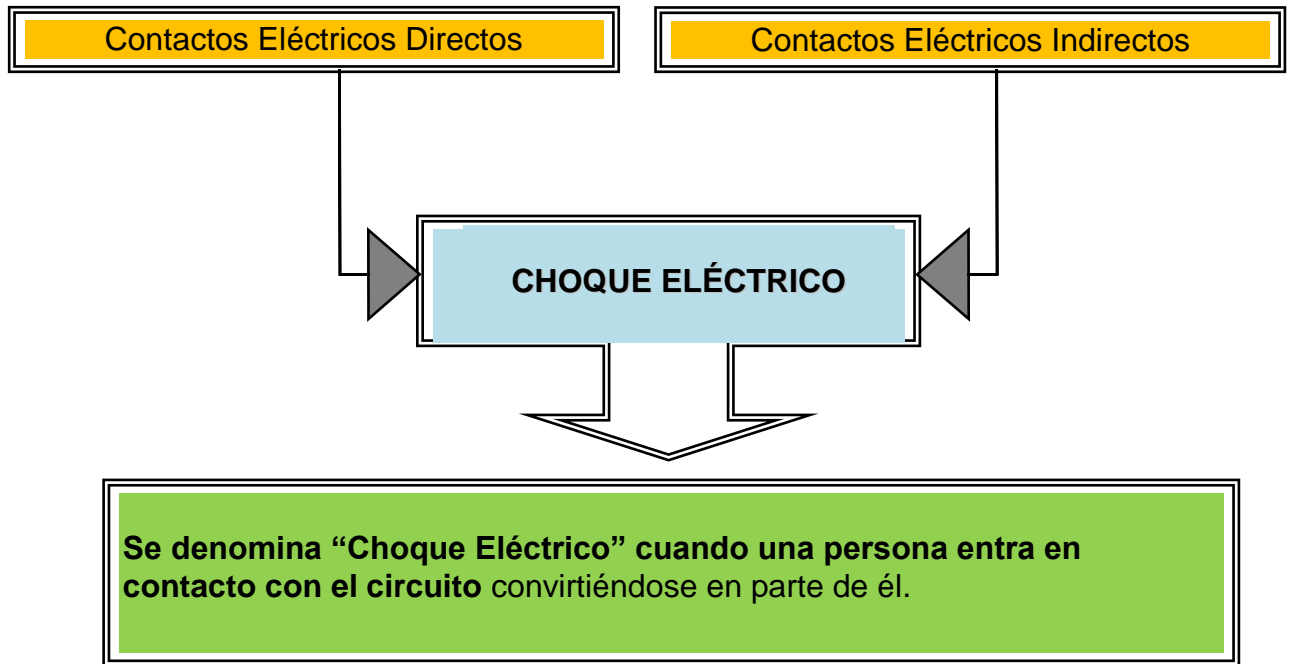 Contactos Eléctricos Directos
Contactos Eléctricos Indirectos
CHOQUE ELÉCTRICO
Se denomina “Choque Eléctrico” cuando una persona entra en
contacto con el circuito convirtiéndose en parte de él.